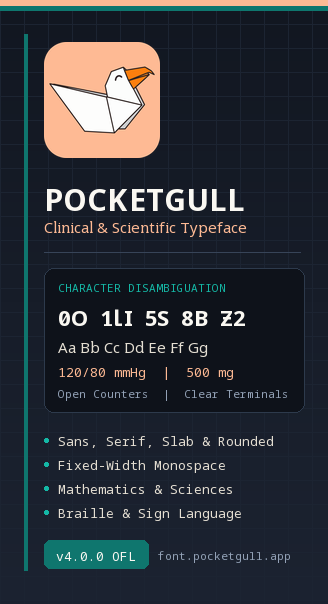 POCKETGULL
Clinical & Scientific Typeface
CHARACTER DISAMBIGUATION
0O 1lI 5S 8B Ƶ2
Aa Bb Cc Dd Ee Ff Gg
120/80 mmHg | 500 mg
Open Counters | Clear Terminals
Sans, Serif, Slab & Rounded
Fixed-Width Monospace
Mathematics & Sciences
Braille & Sign Language
v4.0.0 OFL font.pocketgull.app